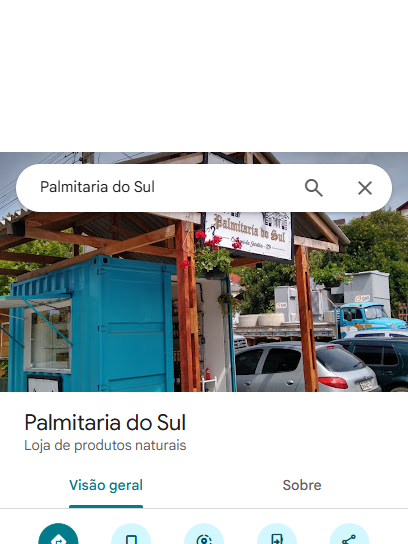 Palmitaria do Sul
Palmitaria do Sul
Palmitaria do Sul
Loja de produtos naturais
Visão geral
Sobre